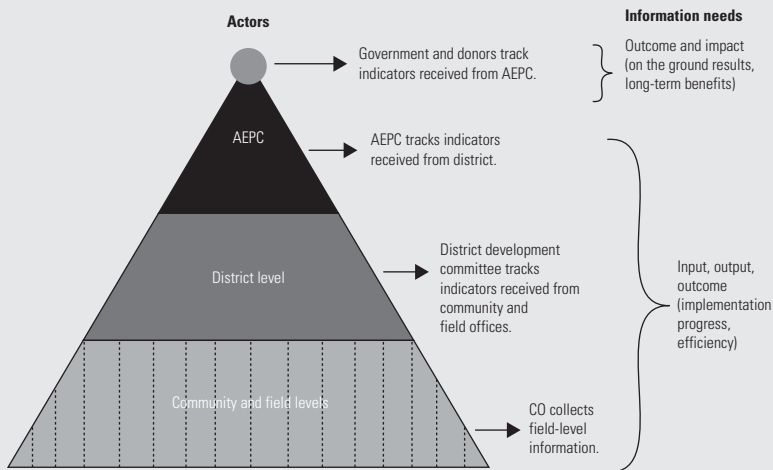 Actors
Information needs
Government and donors track
indicators received from AEPC.
Outcome and impact
(on the ground results,
long-term benefits)
AEPC
AEPC tracks indicators
received from district.
District level
District development
committee tracks
indicators received from
community and
field offices.
Input, output,
outcome
(implementation
progress,
efficiency)
Community and field levels
CO collects
field-level
information.